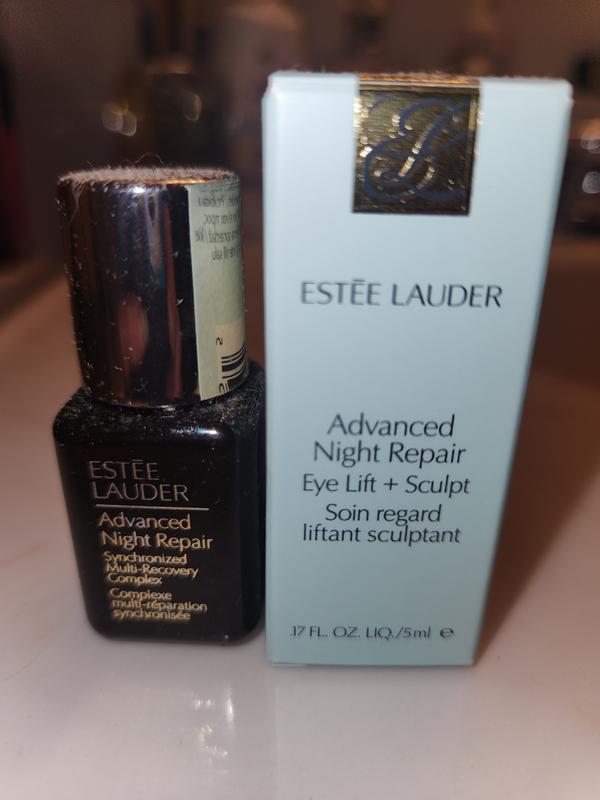 ESTĒE
LAUDER
Advanced
Night Repair
Synchronized
Multi-Recovery
Complex
Complexe
multi-réparation
synchronisée
ESTĒE LAUDER
Advanced
Night Repair
Eye Lift + Sculpt
Soin regard
liftant sculptant
.17 FL. OZ. LIQ./5ml ℮